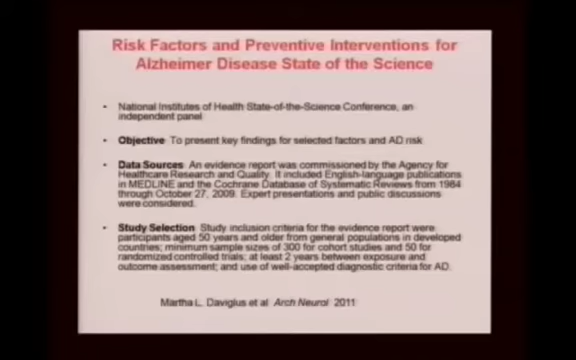 Risk Factors and Preventive Interventions for
Alzheimer Disease State of the Science
• National Institutes of Health State-of-the-Science Conference, an
independent panel
• Objective To present key findings for selected factors and AD risk
• Data Sources An evidence report was commissioned by the Agency for
Healthcare Research and Quality. It included English-language publications
in MEDLINE and the Cochrane Database of Systematic Reviews from 1984
through October 27, 2009. Expert presentations and public discussions
were considered.
• Study Selection Study inclusion criteria for the evidence report were
participants aged 50 years and older from general populations in developed
countries; minimum sample sizes of 300 for cohort studies and 50 for
randomized controlled trials; at least 2 years between exposure and
outcome assessment; and use of well-accepted diagnostic criteria for AD.
Martha L. Daviglus et al Arch Neurol 2011